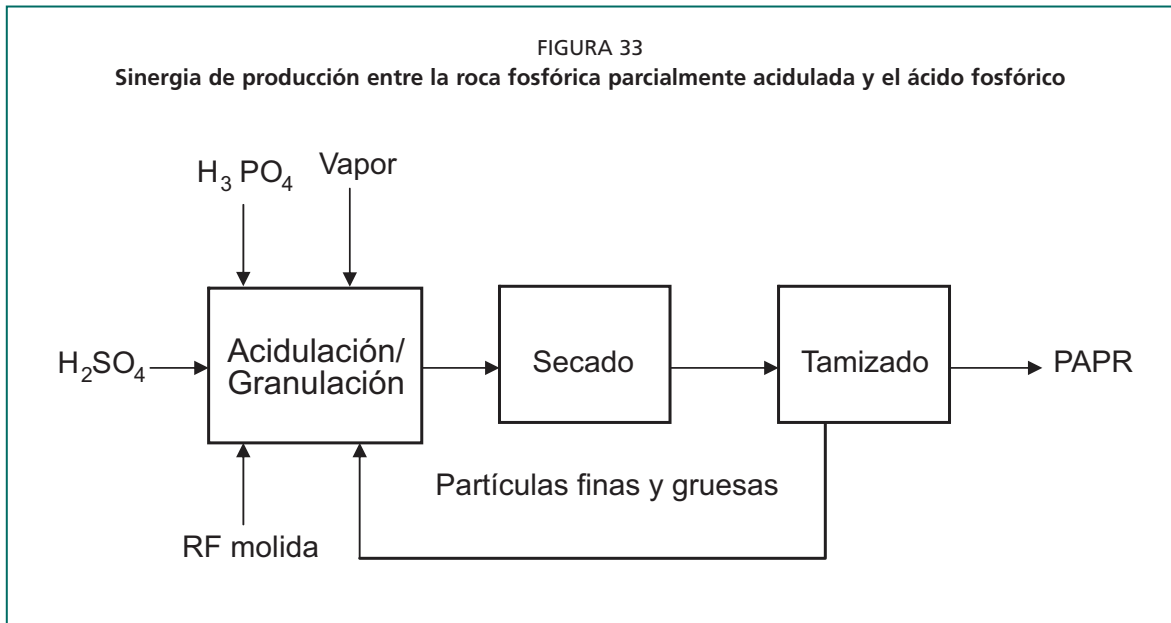 FIGURA 33
Sinergia de producción entre la roca fosfórica parcialmente acidulada y el ácido fosfórico
H₃ PO₄
Vapor
H₂SO₄
Acidulación/
Granulación
Secado
Tamizado
PAPR
Partículas finas y gruesas
RF molida